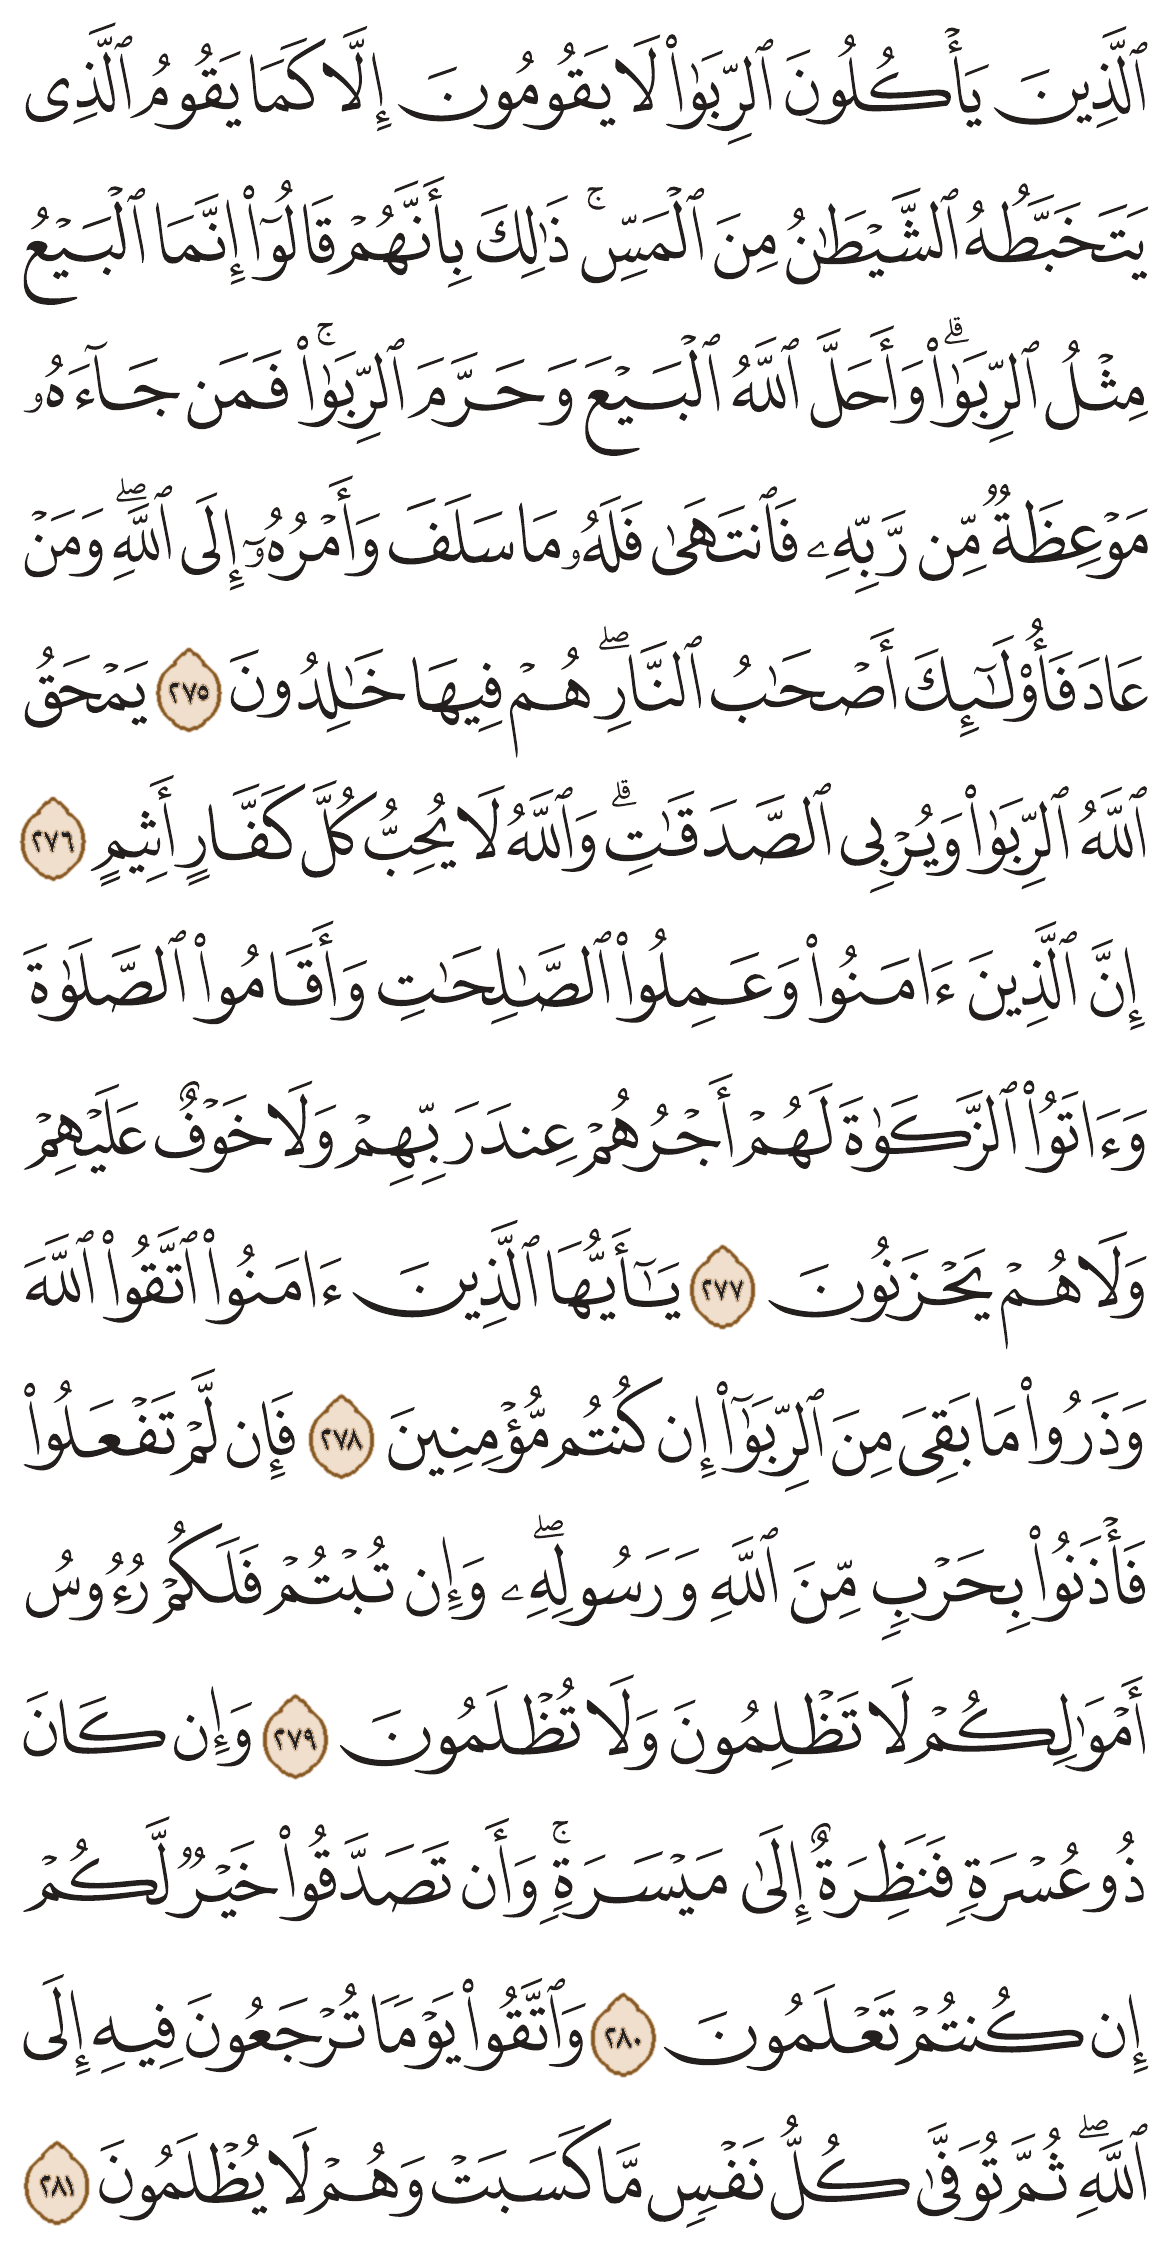 ٱلَّذِينَ يَأۡكُلُونَ ٱلرِّبَوٰاْ لَا يَقُومُونَ إِلَّا كَمَا يَقُومُ ٱلَّذِي
يَتَخَبَّطُهُ ٱلشَّيۡطَٰنُ مِنَ ٱلۡمَسِّۚ ذَٰلِكَ بِأَنَّهُمۡ قَالُوٓاْ إِنَّمَا ٱلۡبَيۡعُ
مِثۡلُ ٱلرِّبَوٰاْۗ وَأَحَلَّ ٱللَّهُ ٱلۡبَيۡعَ وَحَرَّمَ ٱلرِّبَوٰاْۚ فَمَن جَآءَهُۥ
مَوۡعِظَةٞ مِّن رَّبِّهِۦ فَٱنتَهَىٰ فَلَهُۥ مَا سَلَفَ وَأَمۡرُهُۥٓ إِلَى ٱللَّهِۖ وَمَنۡ
عَادَ فَأُوْلَٰٓئِكَ أَصۡحَٰبُ ٱلنَّارِۖ هُمۡ فِيهَا خَٰلِدُونَ ٢٧٥ يَمۡحَقُ
ٱللَّهُ ٱلرِّبَوٰاْ وَيُرۡبِي ٱلصَّدَقَٰتِۗ وَٱللَّهُ لَا يُحِبُّ كُلَّ كَفَّارٍ أَثِيمٍ ٢٧٦
إِنَّ ٱلَّذِينَ ءَامَنُواْ وَعَمِلُواْ ٱلصَّٰلِحَٰتِ وَأَقَامُواْ ٱلصَّلَوٰةَ
وَءَاتَوُاْ ٱلزَّكَوٰةَ لَهُمۡ أَجۡرُهُمۡ عِندَ رَبِّهِمۡ وَلَا خَوۡفٌ عَلَيۡهِمۡ
وَلَا هُمۡ يَحۡزَنُونَ ٢٧٧ يَٰٓأَيُّهَا ٱلَّذِينَ ءَامَنُواْ ٱتَّقُواْ ٱللَّهَ
وَذَرُواْ مَا بَقِيَ مِنَ ٱلرِّبَوٰٓاْ إِن كُنتُم مُّؤۡمِنِينَ ٢٧٨ فَإِن لَّمۡ تَفۡعَلُواْ
فَأۡذَنُواْ بِحَرۡبٖ مِّنَ ٱللَّهِ وَرَسُولِهِۦۖ وَإِن تُبۡتُمۡ فَلَكُمۡ رُءُوسُ
أَمۡوَٰلِكُمۡ لَا تَظۡلِمُونَ وَلَا تُظۡلَمُونَ ٢٧٩ وَإِن كَانَ
ذُو عُسۡرَةٖ فَنَظِرَةٌ إِلَىٰ مَيۡسَرَةٖۚ وَأَن تَصَدَّقُواْ خَيۡرٞ لَّكُمۡ
إِن كُنتُمۡ تَعۡلَمُونَ ٢٨٠ وَٱتَّقُواْ يَوۡمٗا تُرۡجَعُونَ فِيهِ إِلَى
ٱللَّهِۖ ثُمَّ تُوَفَّىٰ كُلُّ نَفۡسٖ مَّا كَسَبَتۡ وَهُمۡ لَا يُظۡلَمُونَ ٢٨١